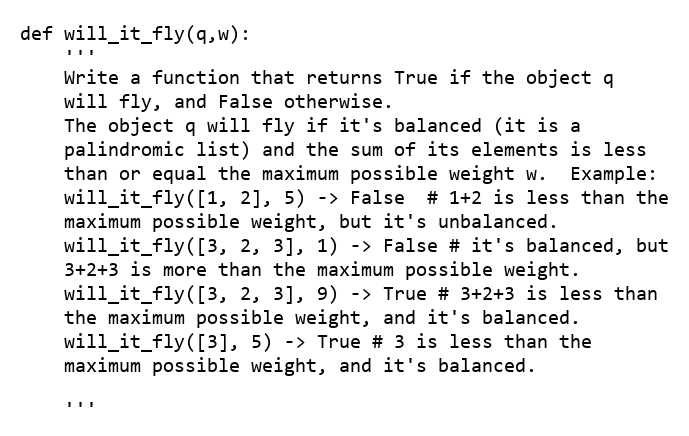 def will_it_fly(q,w):
    '''
    Write a function that returns True if the object q
    will fly, and False otherwise.
    The object q will fly if it's balanced (it is a
    palindromic list) and the sum of its elements is less
    than or equal the maximum possible weight w.  Example:
    will_it_fly([1, 2], 5) -> False  # 1+2 is less than the
    maximum possible weight, but it's unbalanced.
    will_it_fly([3, 2, 3], 1) -> False # it's balanced, but
    3+2+3 is more than the maximum possible weight.
    will_it_fly([3, 2, 3], 9) -> True # 3+2+3 is less than
    the maximum possible weight, and it's balanced.
    will_it_fly([3], 5) -> True # 3 is less than the
    maximum possible weight, and it's balanced.

    '''